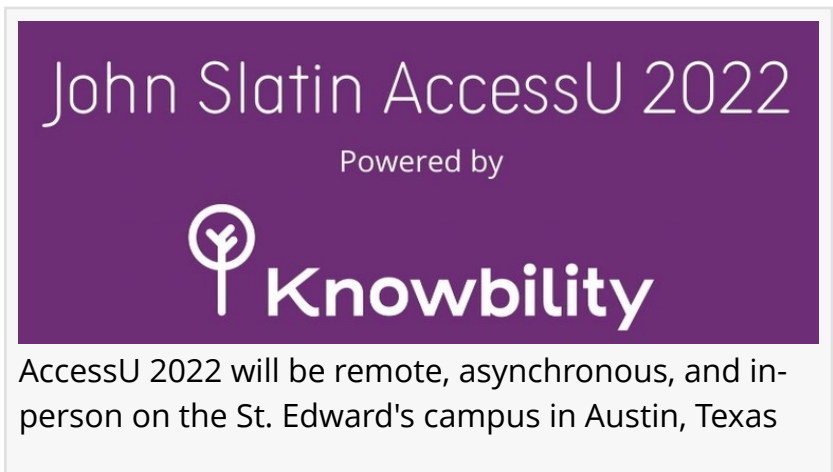 John Slatin AccessU 2022
Powered by
Knowbility
AccessU 2022 will be remote, asynchronous, and in-
person on the St. Edward's campus in Austin, Texas